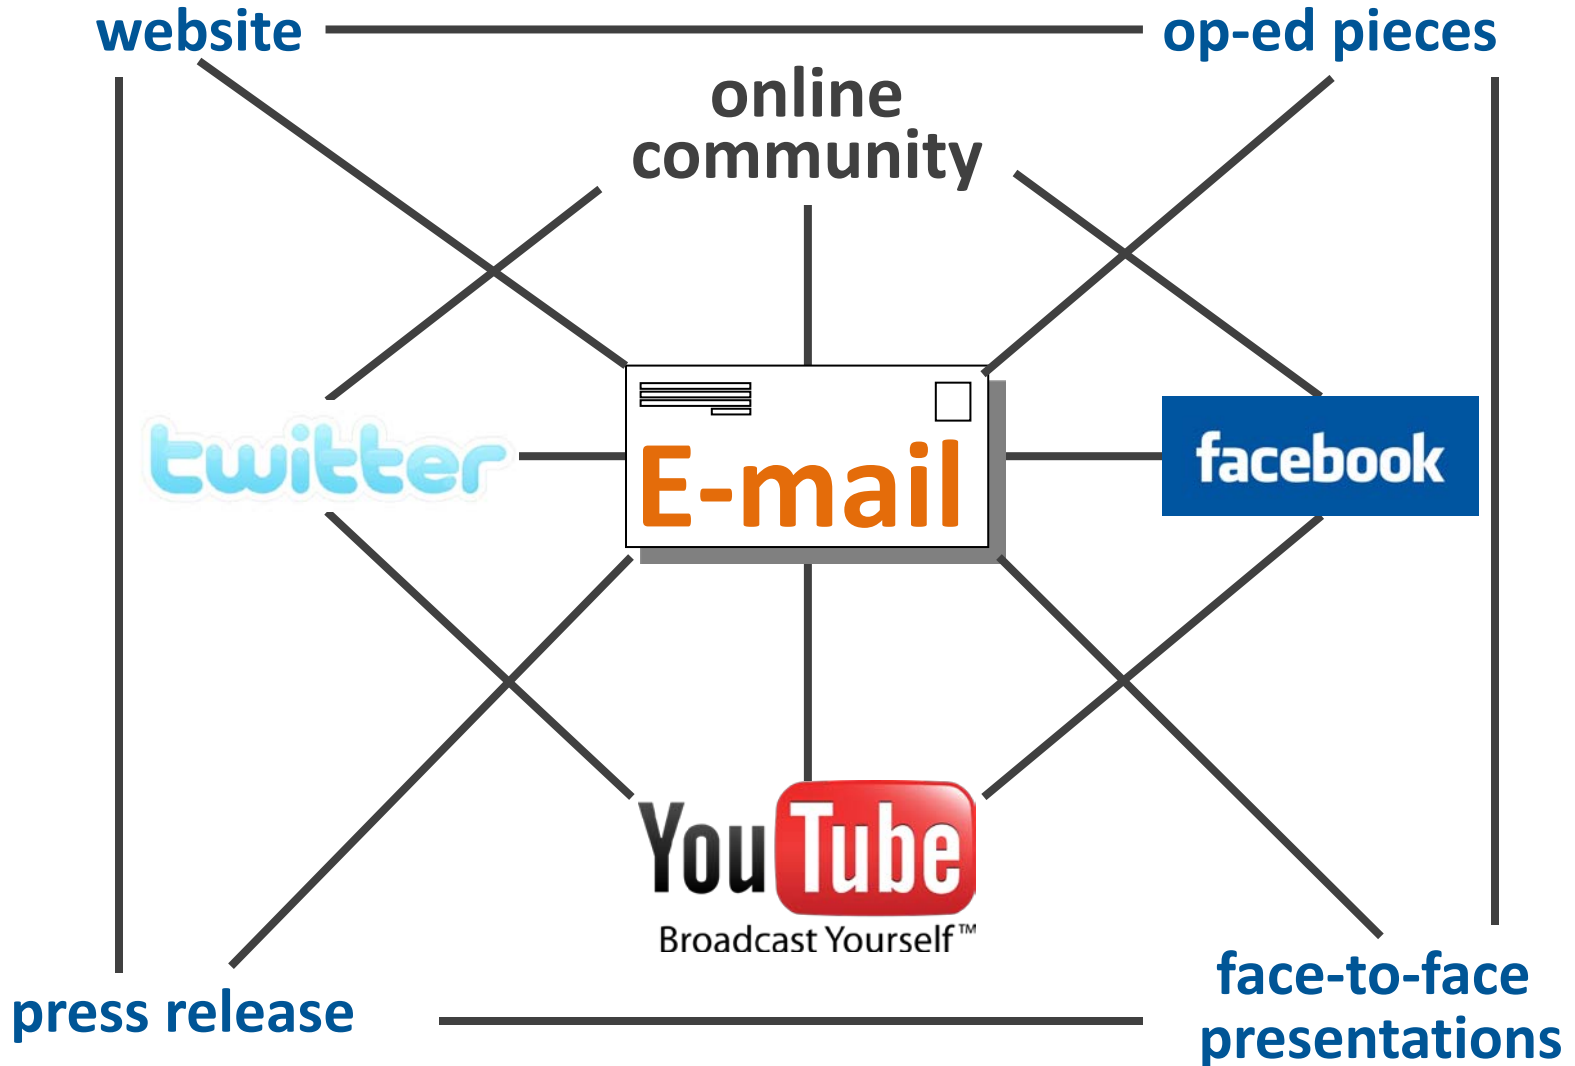 website
op-ed pieces
online
community
twitter
E-mail
facebook
YouTube
Broadcast Yourself™
press release
face-to-face
presentations